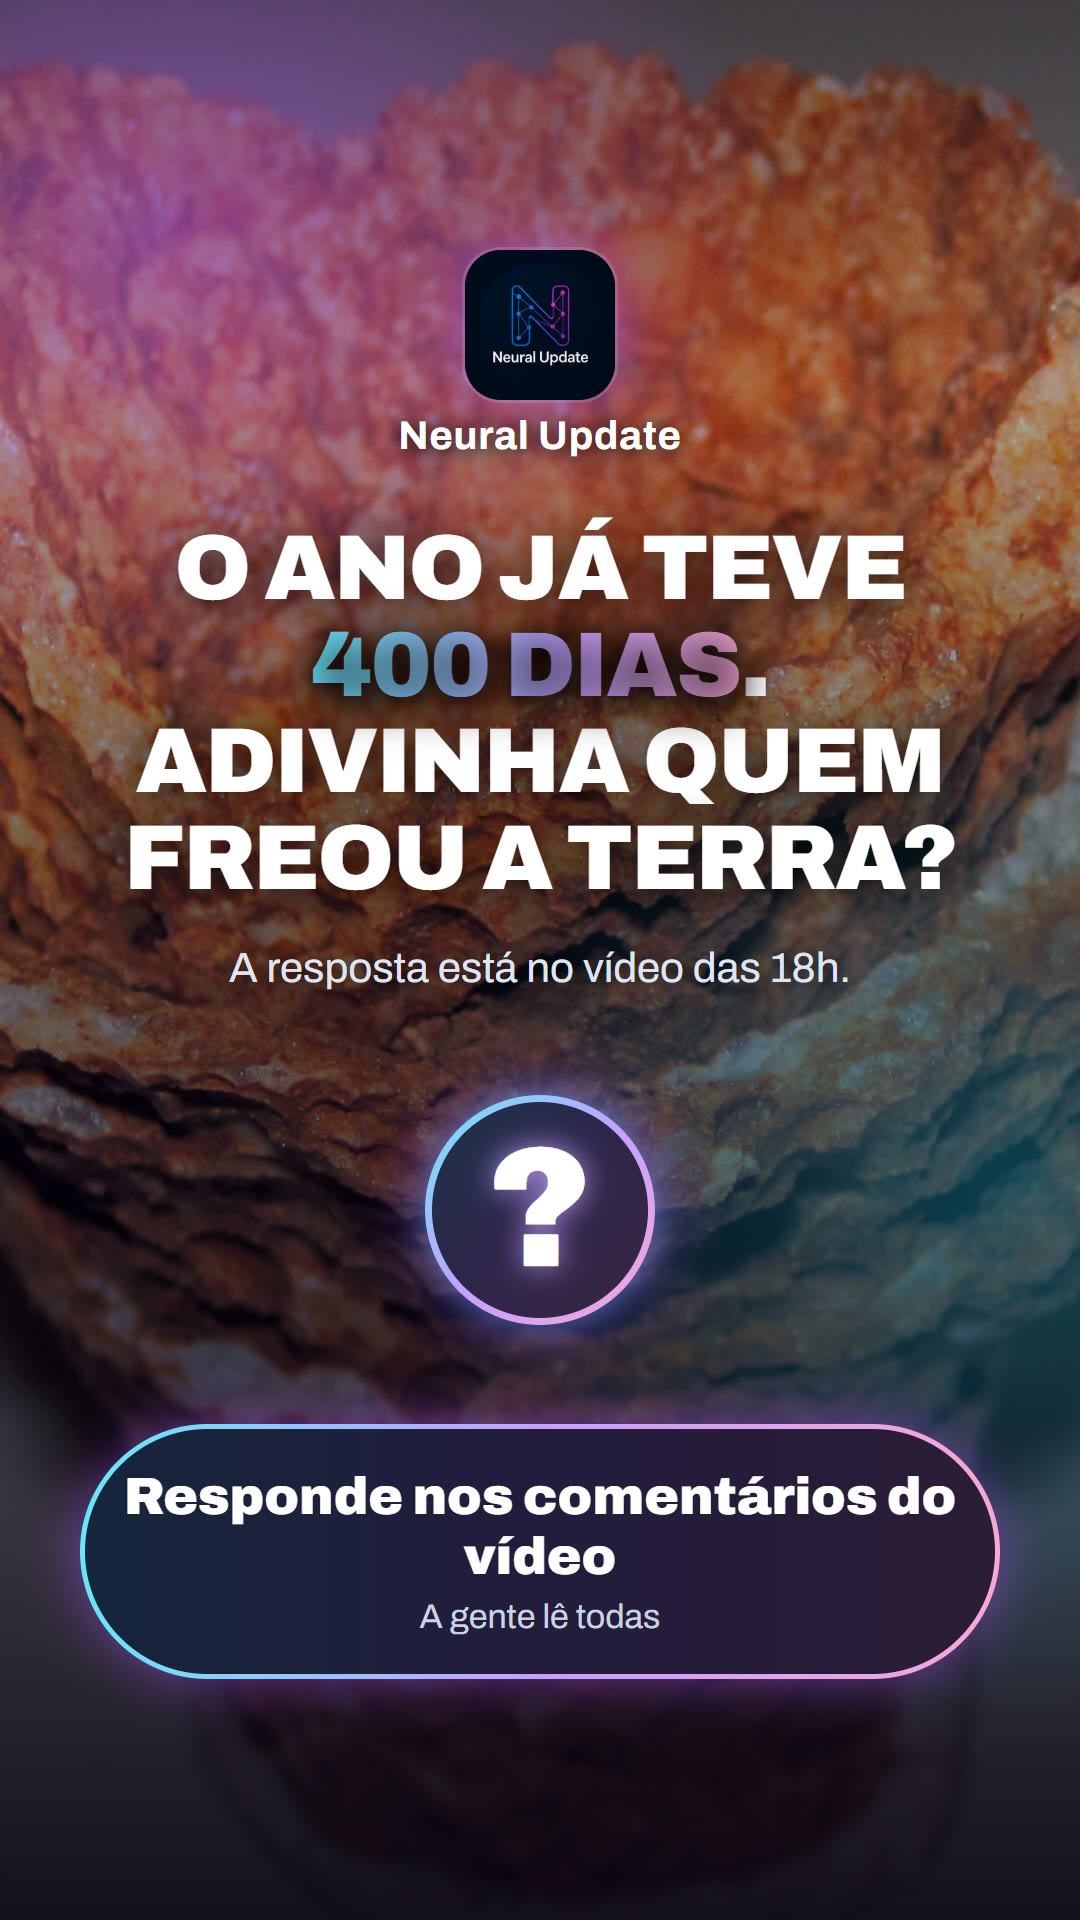 Neural Update
Neural Update
O ANO JÁ TEVE
400 DIAS.
ADIVINHA QUEM
FREOU A TERRA?
A resposta está no vídeo das 18h.
?
Responde nos comentários do
vídeo
A gente lê todas